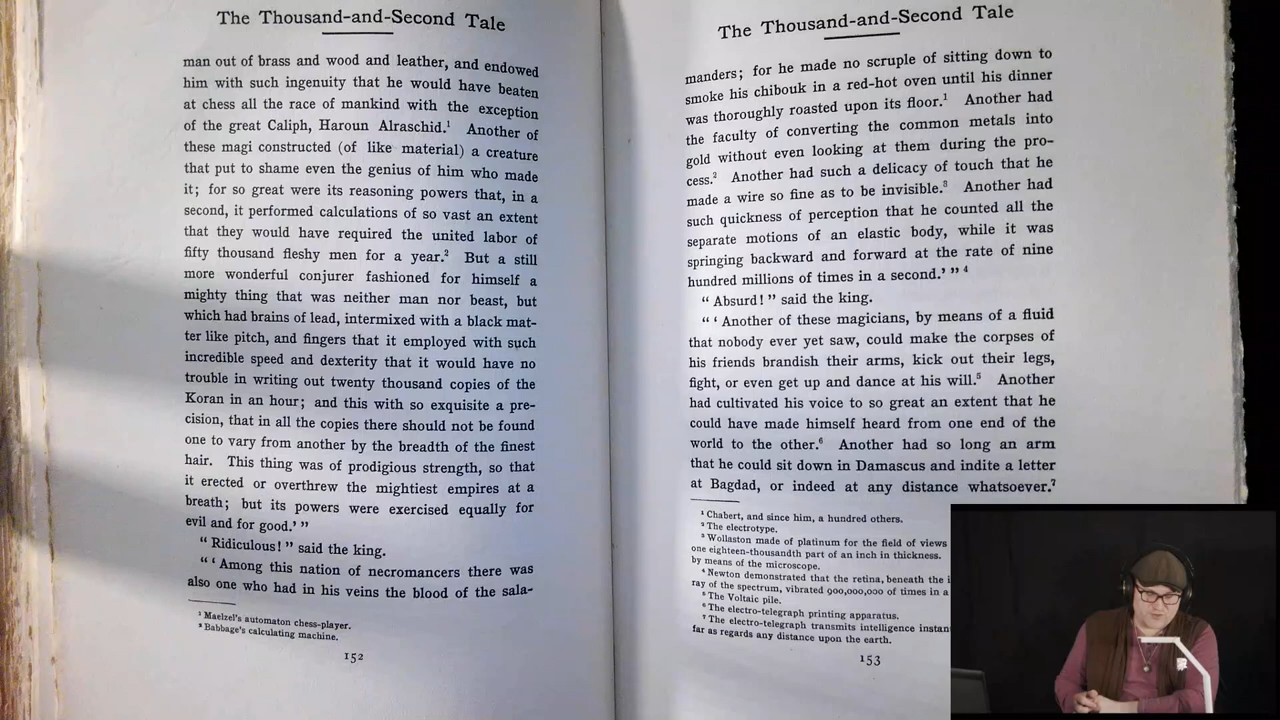 The Thousand-and-Second Tale
man out of brass and wood and leather, and endowed
him with such ingenuity that he would have beaten
at chess all the race of mankind with the exception
of the great Caliph, Haroun Alraschid.¹ Another of
these magi constructed (of like material) a creature
that put to shame even the genius of him who made
it; for so great were its reasoning powers that, in a
second, it performed calculations of so vast an extent
that they would have required the united labor of
fifty thousand fleshy men for a year.² But a still
more wonderful conjurer fashioned for himself a
mighty thing that was neither man nor beast, but
which had brains of lead, intermixed with a black mat-
ter like pitch, and fingers that it employed with such
incredible speed and dexterity that it would have no
trouble in writing out twenty thousand copies of the
Koran in an hour; and this with so exquisite a pre-
cision, that in all the copies there should not be found
one to vary from another by the breadth of the finest
hair. This thing was of prodigious strength, so that
it erected or overthrew the mightiest empires at a
breath; but its powers were exercised equally for
evil and for good.’ ”
“ Ridiculous! ” said the king.
“ ‘ Among this nation of necromancers there was
also one who had in his veins the blood of the sala-
¹ Maelzel's automaton chess-player.
² Babbage's calculating machine.
152
The Thousand-and-Second Tale
manders; for he made no scruple of sitting down to
smoke his chibouk in a red-hot oven until his dinner
was thoroughly roasted upon its floor.¹ Another had
the faculty of converting the common metals into
gold without even looking at them during the pro-
cess.² Another had such a delicacy of touch that he
made a wire so fine as to be invisible.³ Another had
such quickness of perception that he counted all the
separate motions of an elastic body, while it was
springing backward and forward at the rate of nine
hundred millions of times in a second.’ ” ⁴
“ Absurd! ” said the king.
“ ‘ Another of these magicians, by means of a fluid
that nobody ever yet saw, could make the corpses of
his friends brandish their arms, kick out their legs,
fight, or even get up and dance at his will.⁵ Another
had cultivated his voice to so great an extent that he
could have made himself heard from one end of the
world to the other.⁶ Another had so long an arm
that he could sit down in Damascus and indite a letter
at Bagdad, or indeed at any distance whatsoever.⁷
¹ Chabert, and since him, a hundred others.
² The electrotype.
³ Wollaston made of platinum for the field of views
one eighteen-thousandth part of an inch in thickness.
by means of the microscope.
⁴ Newton demonstrated that the retina, beneath the
ray of the spectrum, vibrated 900,000,000 of times in a
⁵ The Voltaic pile.
⁶ The electro-telegraph printing apparatus.
⁷ The electro-telegraph transmits intelligence
far as regards any distance upon the earth.
153